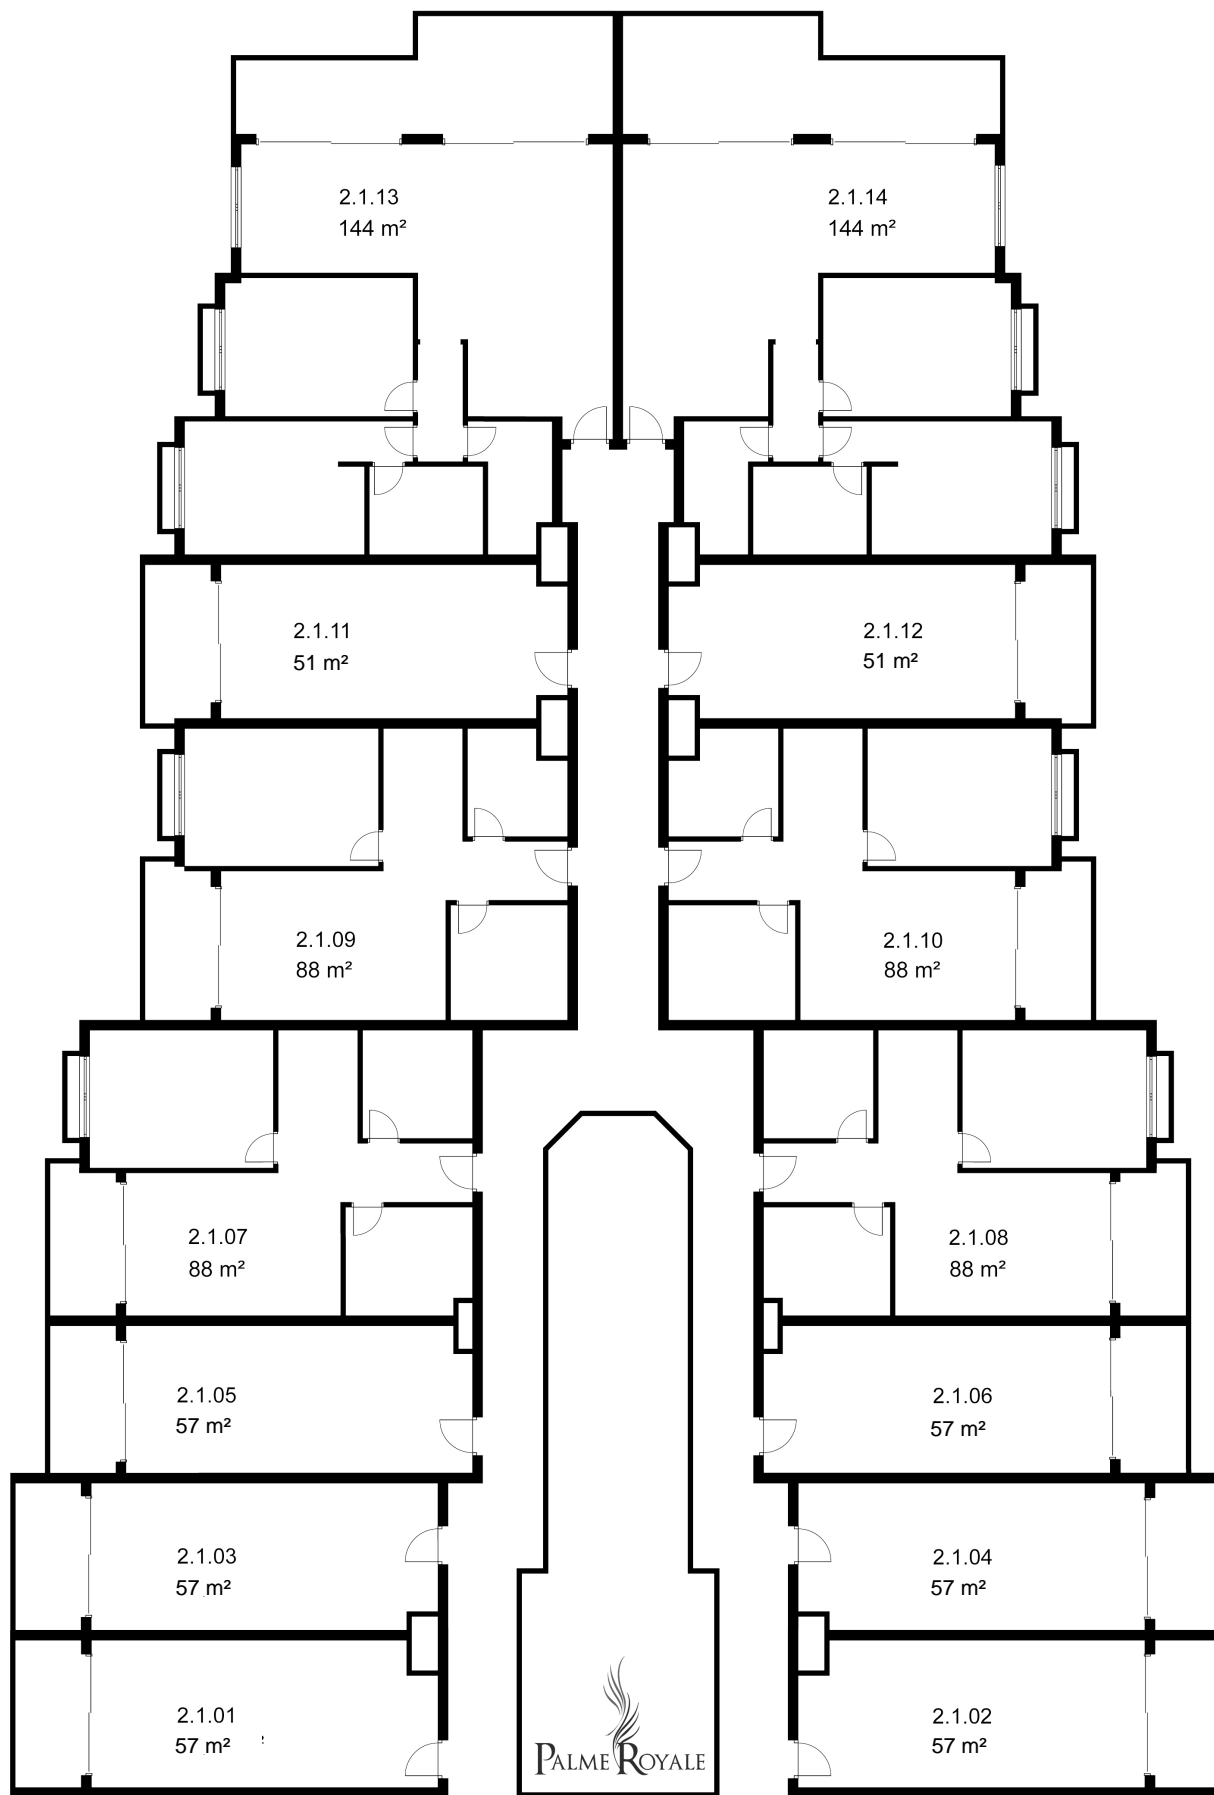 2.1.13
144 m²
2.1.14
144 m²
2.1.11
51 m²
2.1.12
51 m²
2.1.09
88 m²
2.1.10
88 m²
2.1.07
88 m²
2.1.08
88 m²
2.1.05
57 m²
2.1.06
57 m²
2.1.03
57 m²
2.1.04
57 m²
2.1.01
57 m²
2.1.02
57 m²
PALME ROYALE